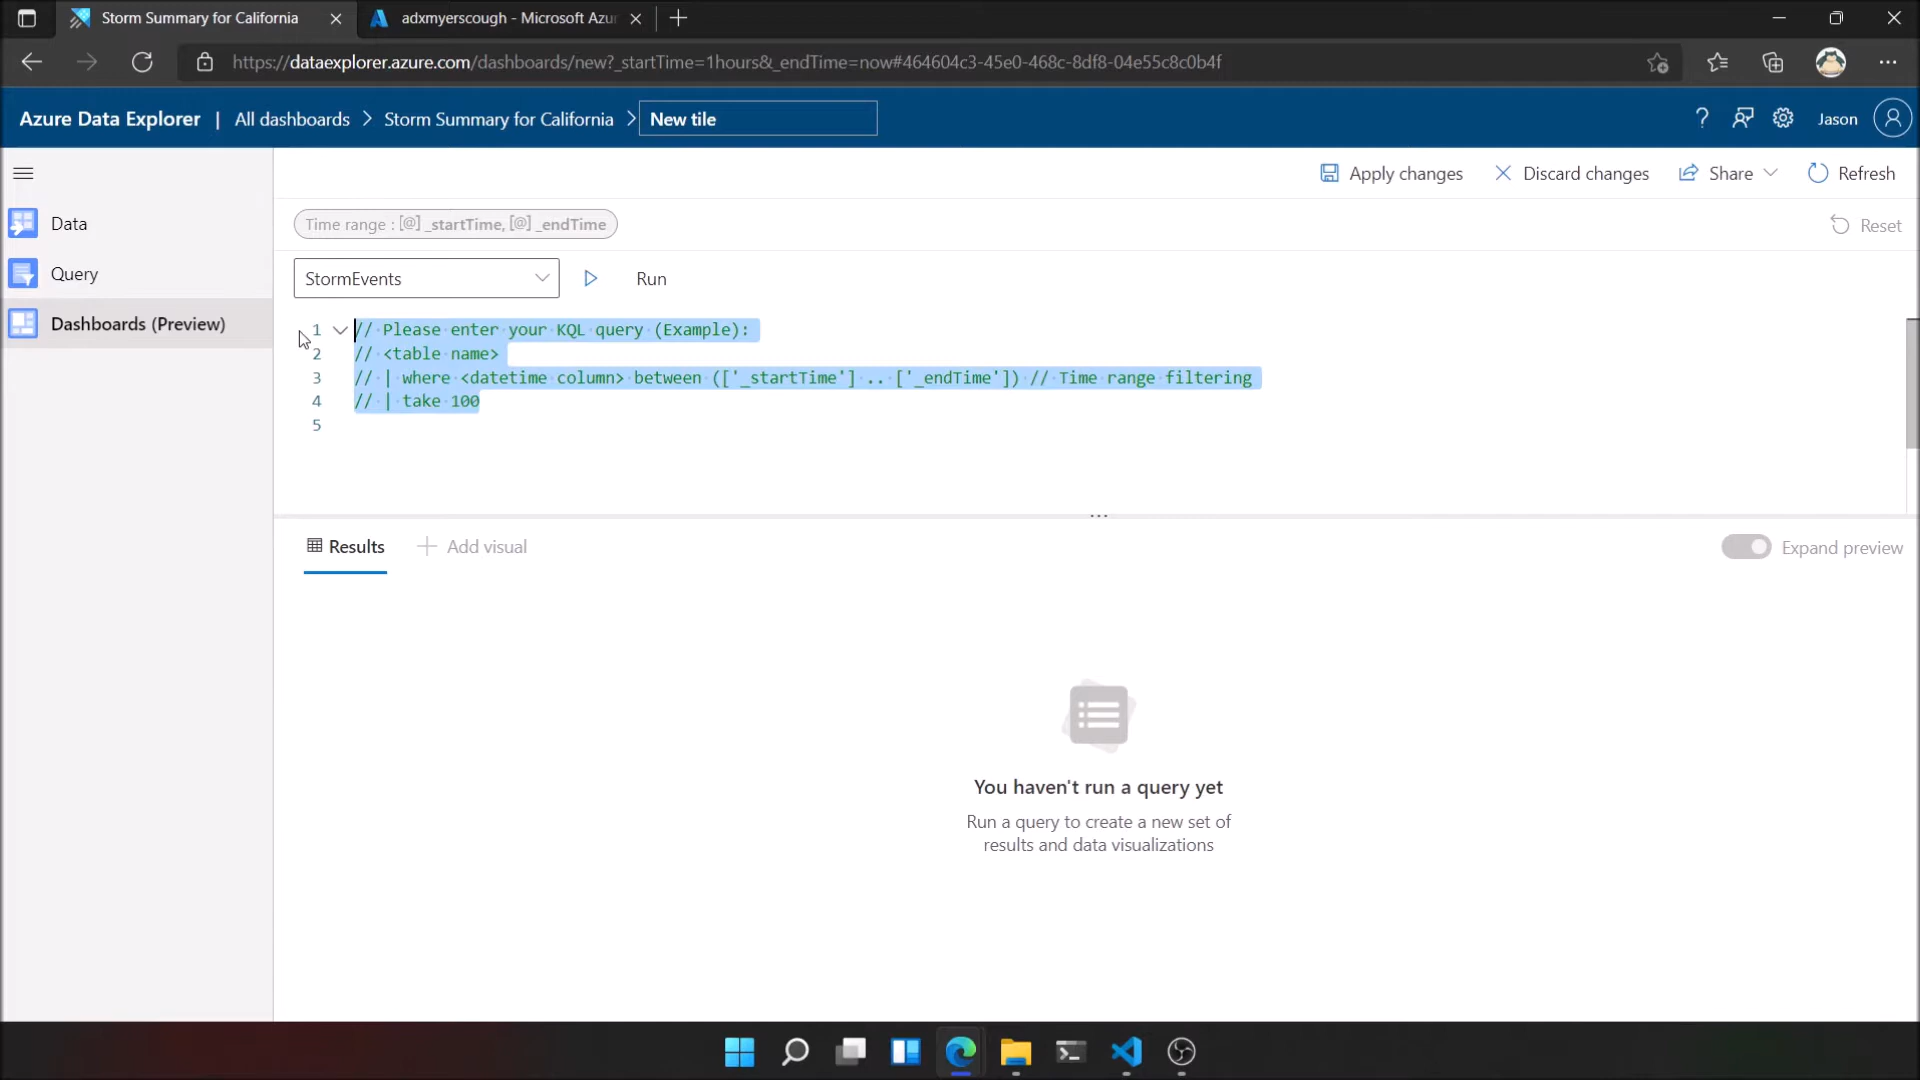 Storm Summary for California
adxmyerscough - Microsoft Azur
https://dataexplorer.azure.com/dashboards/new?_startTime=1hours&_endTime=now#464604c3-45e0-468c-8df8-04e55c8c0b4f
Azure Data Explorer | All dashboards > Storm Summary for California > New tile
? Jason
Apply changes Discard changes Share Refresh
Data
Query
Dashboards (Preview)
Time range : [@] _startTime, [@] _endTime
Reset
StormEvents Run
1 // Please enter your KQL query (Example):
2 // <table name>
3 // | where <datetime column> between (['_startTime'] .. ['_endTime']) // Time range filtering
4 // | take 100
5
Results + Add visual Expand preview
You haven't run a query yet
Run a query to create a new set of
results and data visualizations